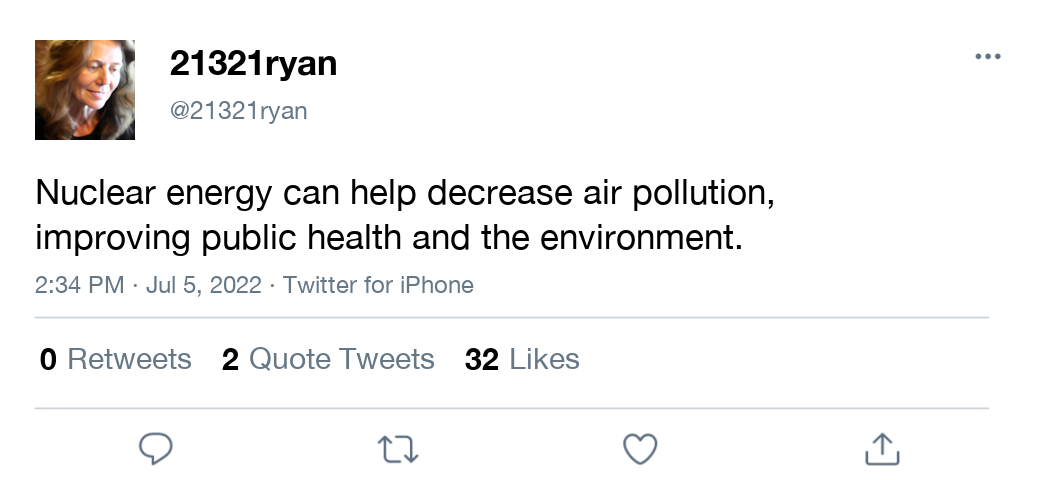 21321ryan
@21321ryan
Nuclear energy can help decrease air pollution,
improving public health and the environment.
2:34 PM · Jul 5, 2022 · Twitter for iPhone
0 Retweets 2 Quote Tweets 32 Likes